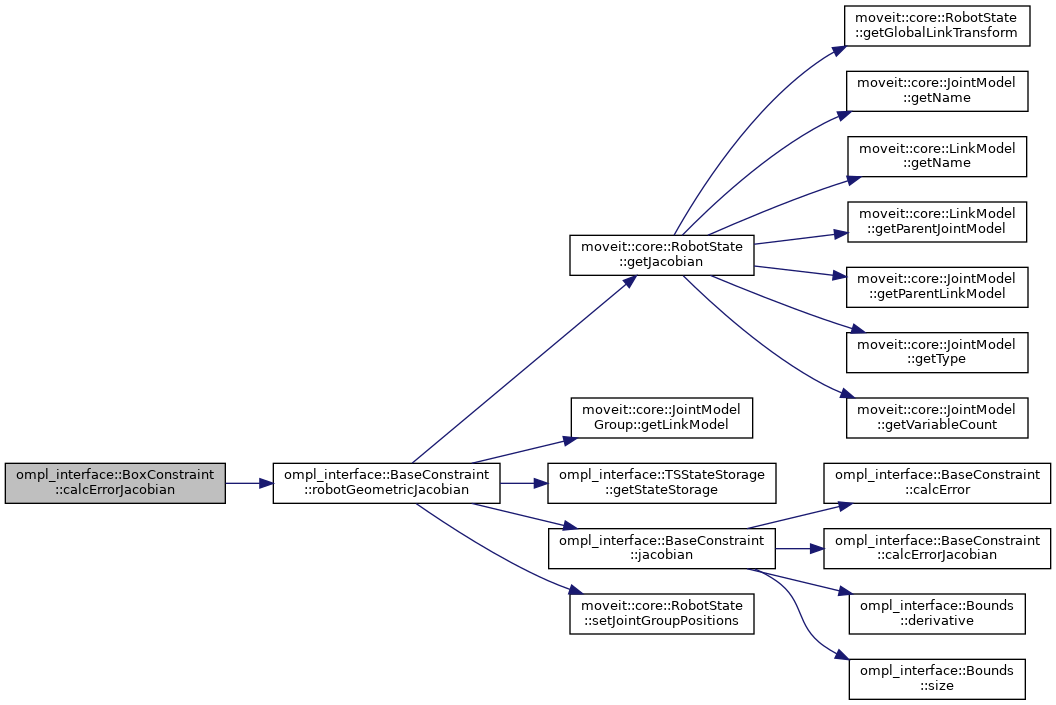 ompl_interface::BoxConstraint
::calcErrorJacobian
ompl_interface::BaseConstraint
::robotGeometricJacobian
moveit::core::RobotState
::getJacobian
moveit::core::RobotState
::getGlobalLinkTransform
moveit::core::JointModel
::getName
moveit::core::LinkModel
::getName
moveit::core::LinkModel
::getParentJointModel
moveit::core::JointModel
::getParentLinkModel
moveit::core::JointModel
::getType
moveit::core::JointModel
::getVariableCount
moveit::core::JointModel
Group::getLinkModel
ompl_interface::TSStateStorage
::getStateStorage
ompl_interface::BaseConstraint
::jacobian
ompl_interface::BaseConstraint
::calcError
ompl_interface::BaseConstraint
::calcErrorJacobian
ompl_interface::Bounds
::derivative
ompl_interface::Bounds
::size
moveit::core::RobotState
::setJointGroupPositions